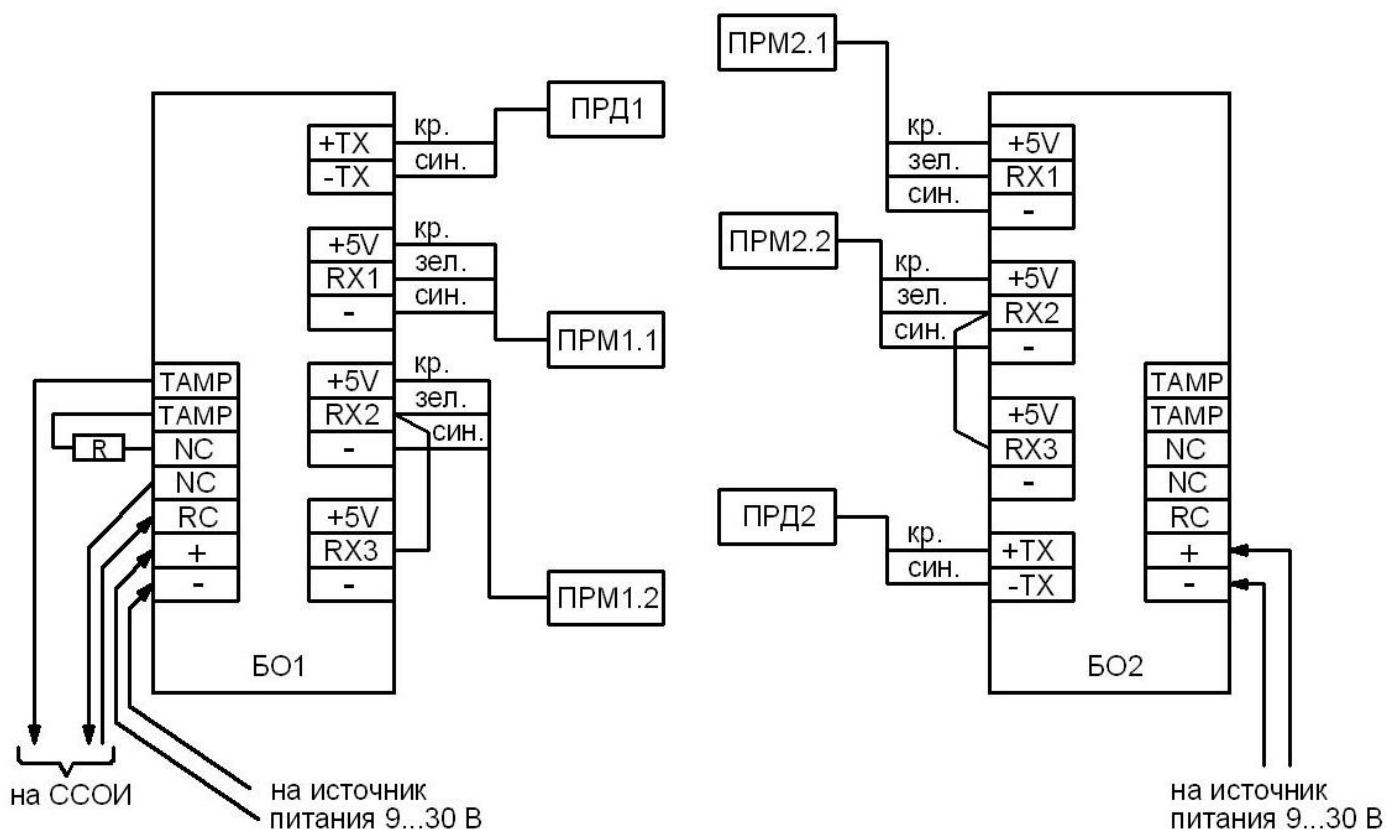 ПРД1
кр.
+TX
син.
-TX
кр.
+5V
зел.
RX1
син.
-
ПРМ1.1
кр.
+5V
зел.
RX2
син.
-
+5V
RX3
-
ПРМ1.2
TAMP
TAMP
R
NC
NC
RC
+
-
БО1
на ССОИ
на источник
питания 9...30 В
ПРМ2.1
кр.
+5V
зел.
RX1
син.
-
ПРМ2.2
кр.
+5V
зел.
RX2
син.
-
+5V
RX3
-
ПРД2
кр.
+TX
син.
-TX
TAMP
TAMP
NC
NC
RC
+
-
БО2
на источник
питания 9...30 В